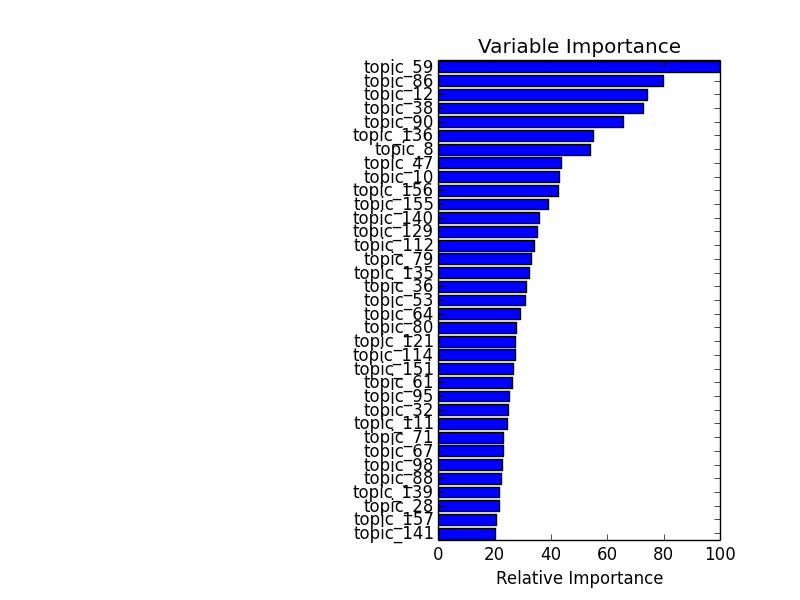 Variable Importance
topic_59
topic_86
topic_12
topic_38
topic_90
topic_136
topic_8
topic_47
topic_10
topic_156
topic_155
topic_140
topic_129
topic_112
topic_79
topic_135
topic_36
topic_53
topic_64
topic_80
topic_121
topic_114
topic_151
topic_61
topic_95
topic_32
topic_111
topic_71
topic_67
topic_98
topic_88
topic_139
topic_28
topic_157
topic_141
0 20 40 60 80 100
Relative Importance